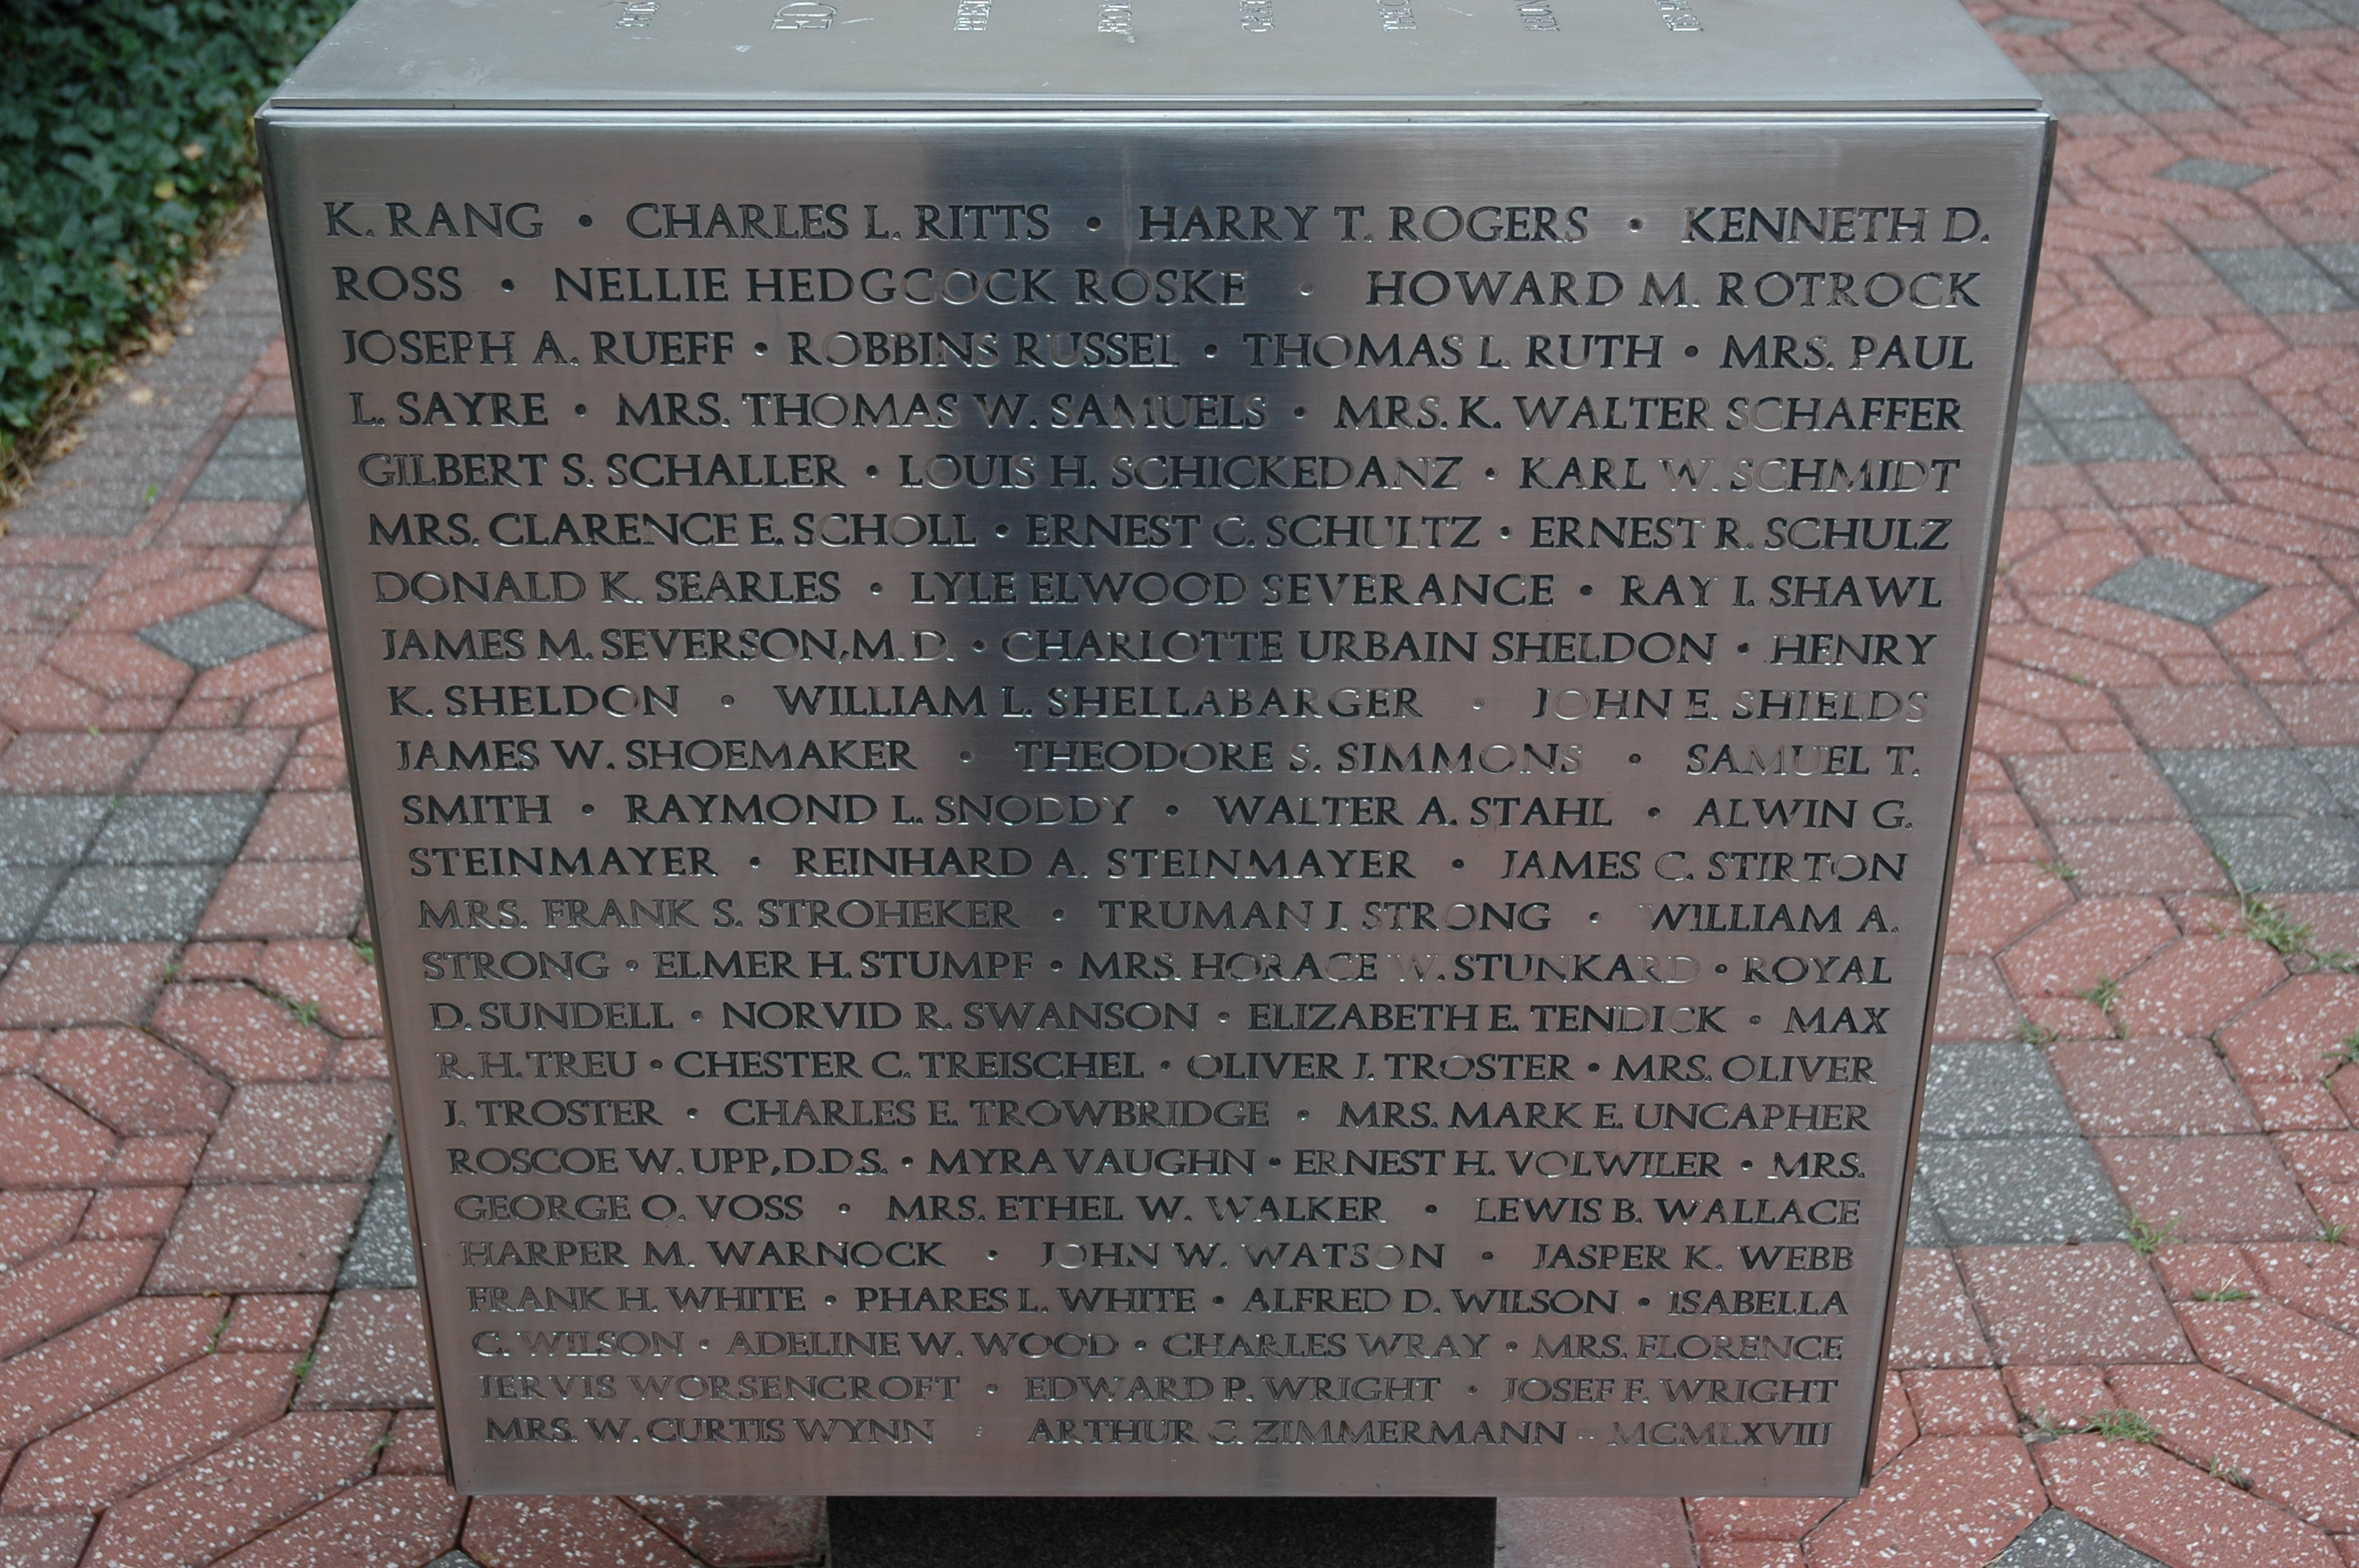 K. RANG • CHARLES L. RITTS • HARRY T. ROGERS • KENNETH D.
ROSS • NELLIE HEDGCOCK ROSKE • HOWARD M. ROTROCK
JOSEPH A. RUEFF • ROBBINS RUSSEL • THOMAS L. RUTH • MRS. PAUL
L. SAYRE • MRS. THOMAS W. SAMUELS • MRS. K. WALTER SCHAFFER
GILBERT S. SCHALLER • LOUIS H. SCHICKEDANZ • KARL W. SCHMIDT
MRS. CLARENCE E. SCHOLL • ERNEST C. SCHULTZ • ERNEST R. SCHULZ
DONALD K. SEARLES • LYLE ELWOOD SEVERANCE • RAY I. SHAWL
JAMES M. SEVERSON, M.D. • CHARLOTTE URBAIN SHELDON • HENRY
K. SHELDON • WILLIAM L. SHELLABARGER • JOHN E. SHIELDS
JAMES W. SHOEMAKER • THEODORE S. SIMMONS • SAMUEL T.
SMITH • RAYMOND L. SNODDY • WALTER A. STAHL • ALWIN G.
STEINMAYER • REINHARD A. STEINMAYER • JAMES C. STIRTON
MRS. FRANK S. STROHEKER • TRUMAN J. STRONG • WILLIAM A.
STRONG • ELMER H. STUMPF • MRS. HORACE W. STUNKARD • ROYAL
D. SUNDELL • NORVID R. SWANSON • ELIZABETH E. TENDICK • MAX
R. H. TREU • CHESTER C. TREISCHEL • OLIVER J. TROSTER • MRS. OLIVER
J. TROSTER • CHARLES E. TROWBRIDGE • MRS. MARK E. UNCAPHER
ROSCOE W. UPP, D.D.S. • MYRA VAUGHN • ERNEST H. VOLWILER • MRS.
GEORGE O. VOSS • MRS. ETHEL W. WALKER • LEWIS B. WALLACE
HARPER M. WARNOCK • JOHN W. WATSON • JASPER K. WEBB
FRANK H. WHITE • PHARES L. WHITE • ALFRED D. WILSON • ISABELLA
C. WILSON • ADELINE W. WOOD • CHARLES WRAY • MRS. FLORENCE
JERVIS WORSENCROFT • EDWARD P. WRIGHT • JOSEF F. WRIGHT
MRS. W. CURTIS WYNN • ARTHUR C. ZIMMERMANN •• MCMLXVIII